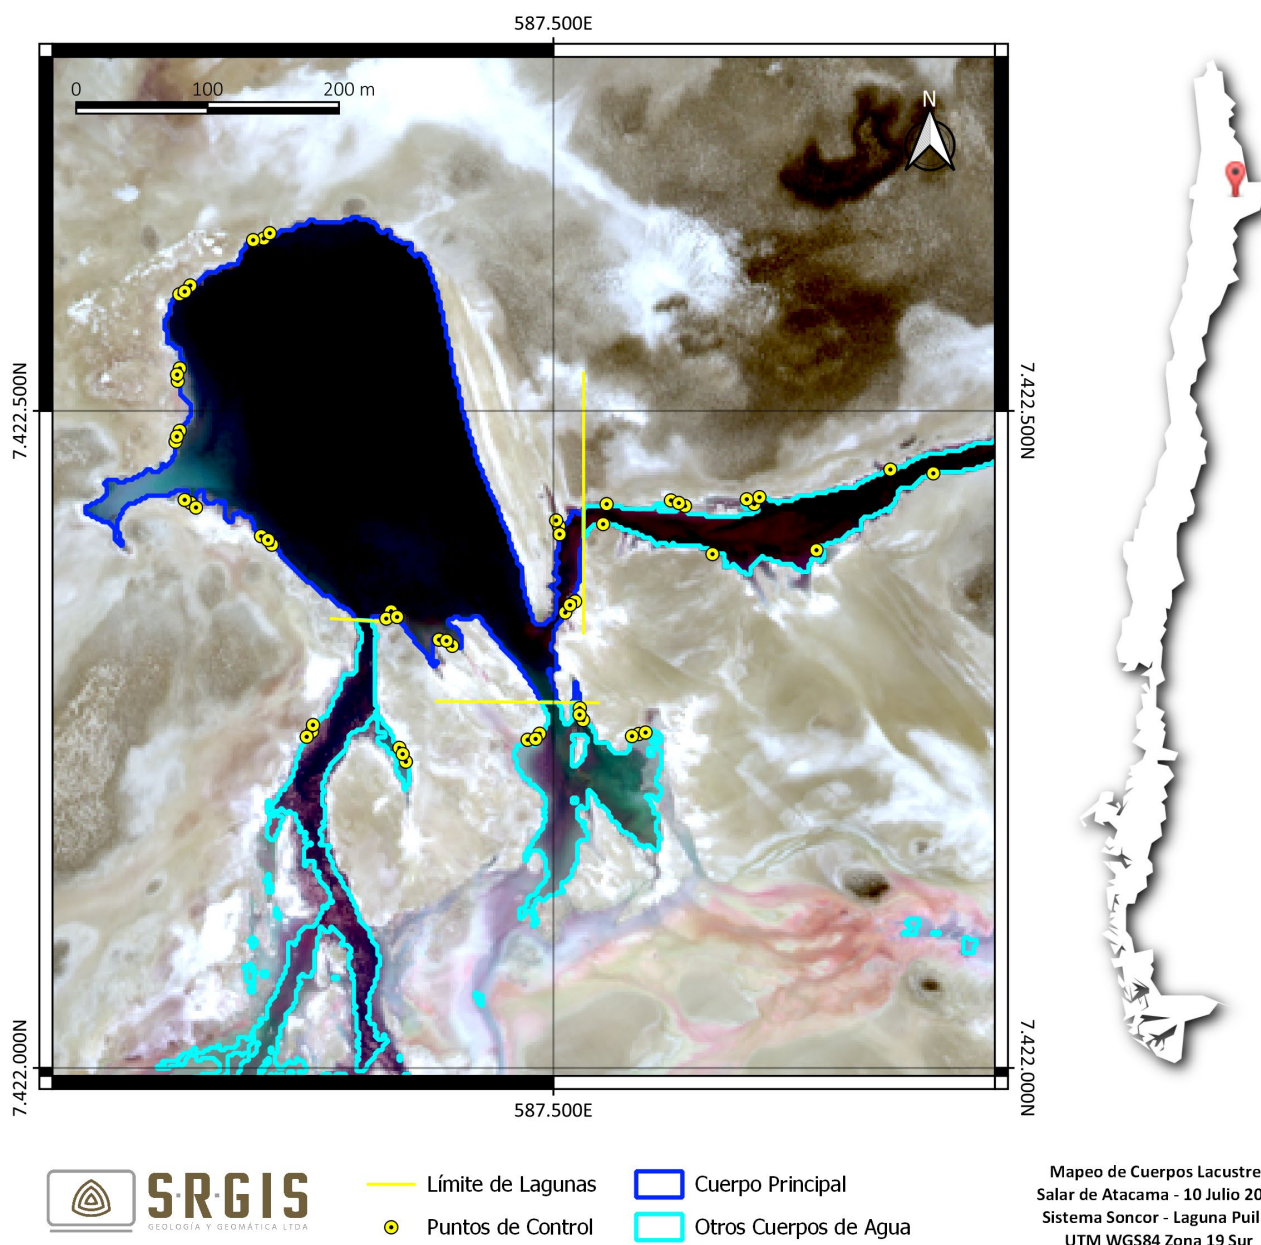 587.500E
0 100 200 m
N
7.422.500N
7.422.500N
7.422.000N
7.422.000N
587.500E
S·R·GIS
GEOLOGÍA Y GEOMÁTICA LTDA
Límite de Lagunas
Puntos de Control
Cuerpo Principal
Otros Cuerpos de Agua
Mapeo de Cuerpos Lacustre
Salar de Atacama - 10 Julio 20
Sistema Soncor - Laguna Puil
UTM WGS84 Zona 19 Sur